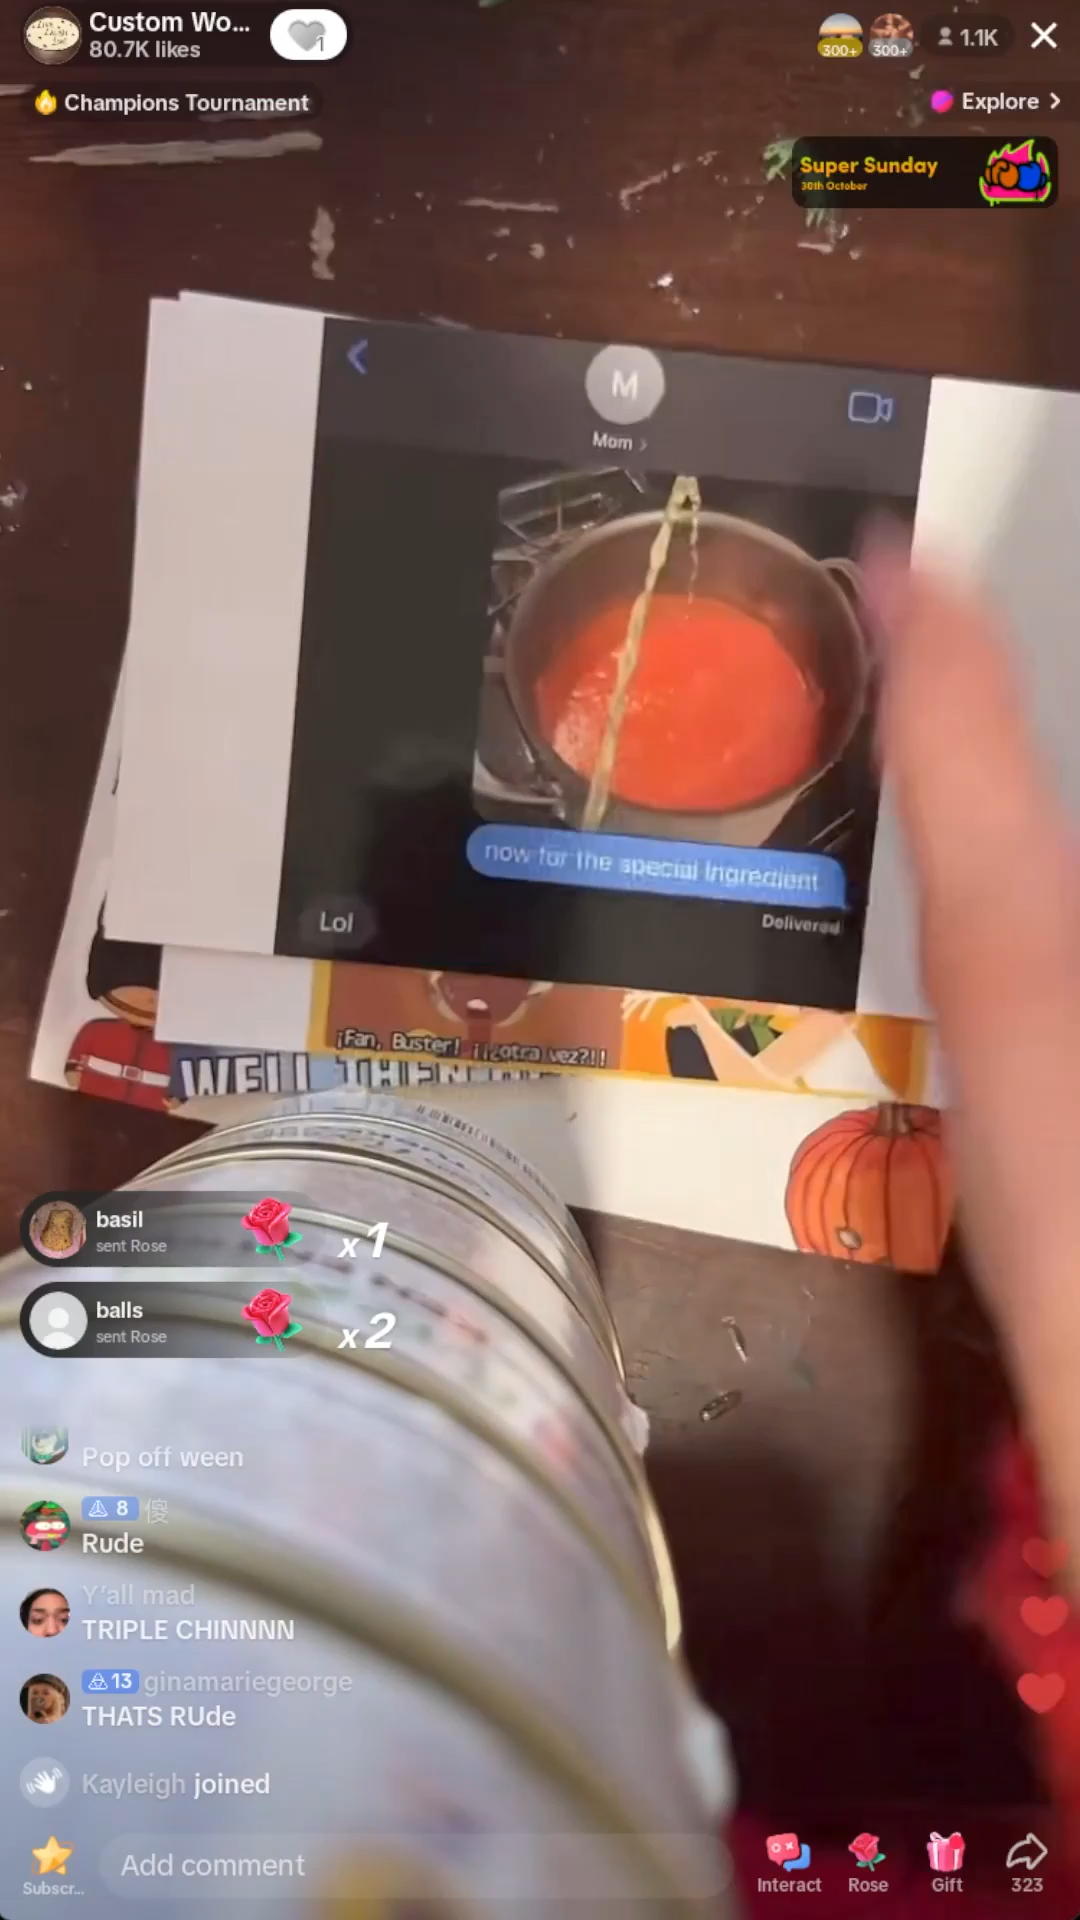 Custom Wo...
80.7K likes
1
300+
300+
1.1K
Champions Tournament
Explore
Super Sunday
30th October
M
Mom
now for the special Ingredient
Delivered
Lol
¡Fan, Buster! ¡¡¿otra vez?!!
WELL THEN
basil
sent Rose
x1
balls
sent Rose
x2
Pop off ween
8 傻
Rude
Y'all mad
TRIPLE CHINNNN
13 ginamariegeorge
THATS RUde
Kayleigh joined
Add comment
Subscr...
Interact
Rose
Gift
323